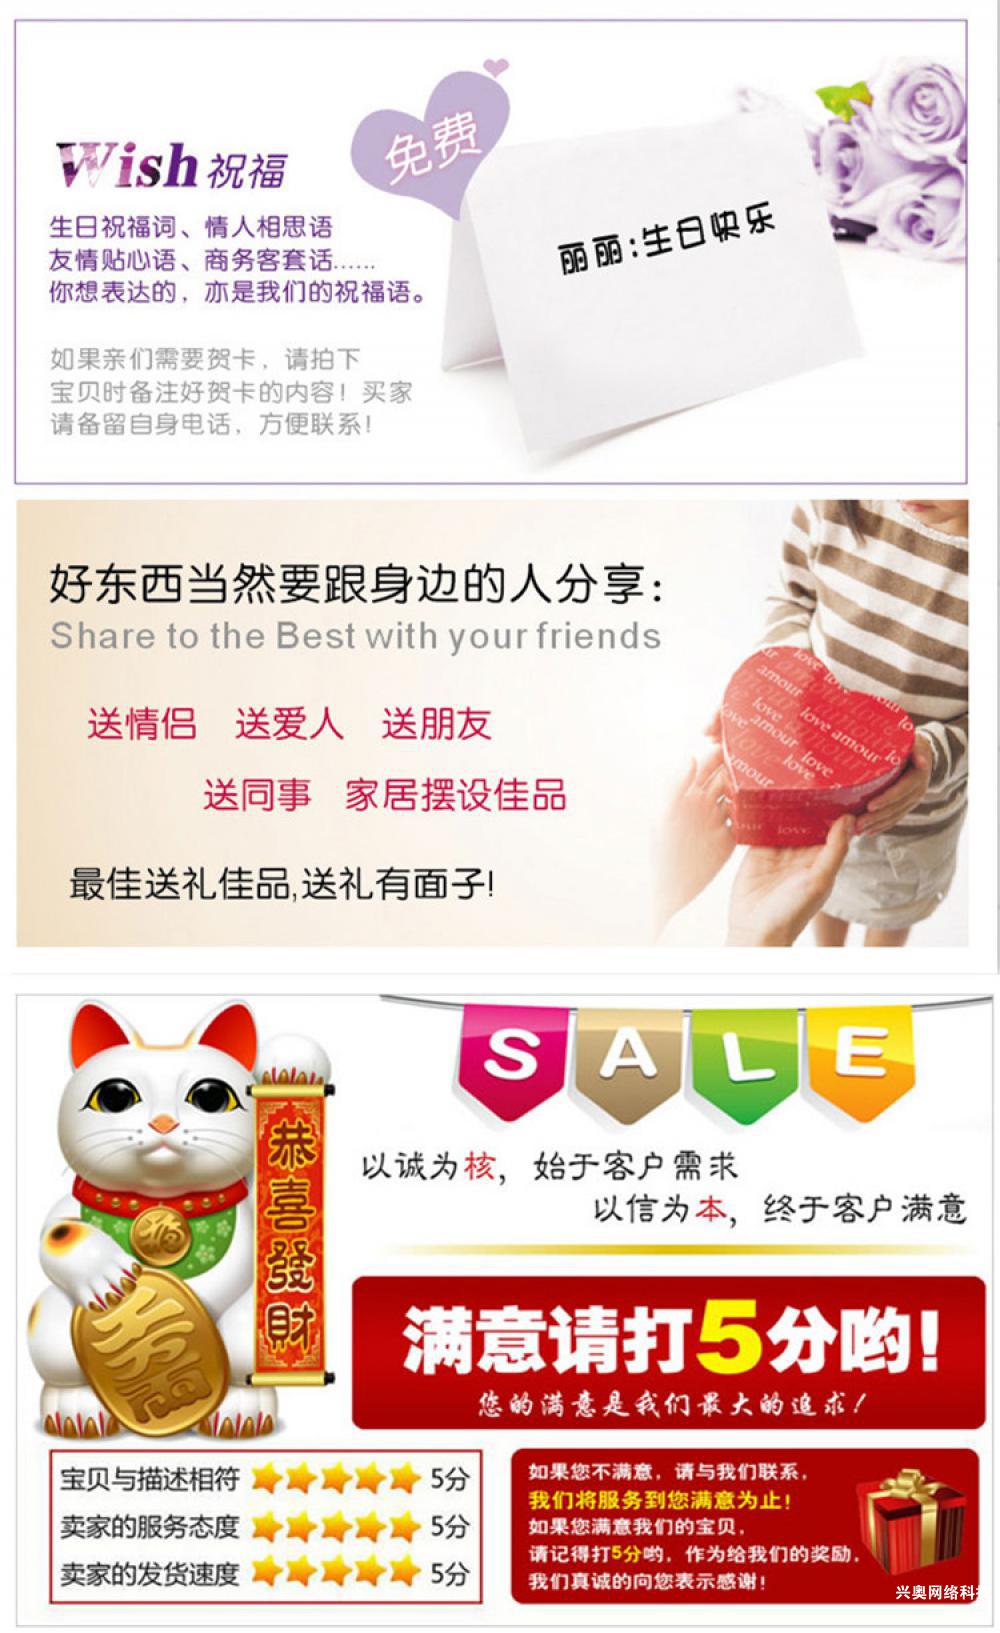 免费
Wish 祝福
生日祝福词、情人相思语
友情贴心语、商务客套话......
你想表达的，亦是我们的祝福语。
丽丽:生日快乐
如果亲们需要贺卡，请拍下
宝贝时备注好贺卡的内容！买家
请备留自身电话，方便联系！
好东西当然要跟身边的人分享：
Share to the Best with your friends
送情侣 送爱人 送朋友
送同事 家居摆设佳品
最佳送礼佳品,送礼有面子!
love
amour
love amour
love
SALE
恭喜發財
福
以诚为核，始于客户需求
以信为本，终于客户满意
满意请打5分哟!
您的满意是我们最大的追求!
宝贝与描述相符 5分
卖家的服务态度 5分
卖家的发货速度 5分
如果您不满意，请与我们联系，
我们将服务到您满意为止！
如果您满意我们的宝贝，
请记得打5分哟，作为给我们的奖励，
我们真诚的向您表示感谢！
兴奥网络科